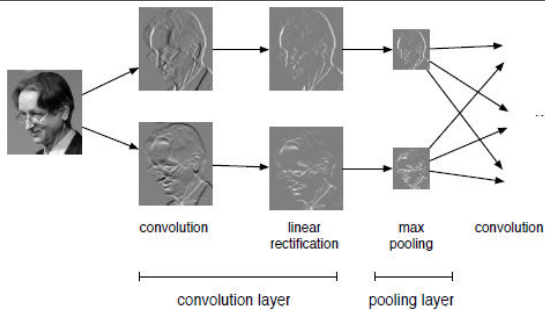 ...
convolution
linear
rectification
max
pooling
convolution
convolution layer
pooling layer